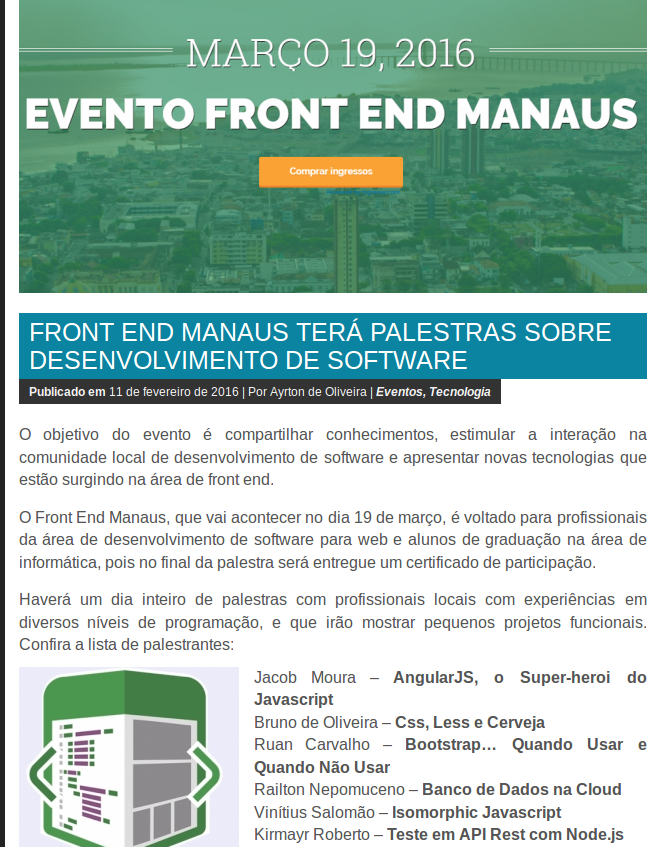 MARÇO 19, 2016
EVENTO FRONT END MANAUS
Comprar ingressos
FRONT END MANAUS TERÁ PALESTRAS SOBRE
DESENVOLVIMENTO DE SOFTWARE
Publicado em 11 de fevereiro de 2016 | Por Ayrton de Oliveira | Eventos, Tecnologia
O objetivo do evento é compartilhar conhecimentos, estimular a interação na
comunidade local de desenvolvimento de software e apresentar novas tecnologias que
estão surgindo na área de front end.
O Front End Manaus, que vai acontecer no dia 19 de março, é voltado para profissionais
da área de desenvolvimento de software para web e alunos de graduação na área de
informática, pois no final da palestra será entregue um certificado de participação.
Haverá um dia inteiro de palestras com profissionais locais com experiências em
diversos níveis de programação, e que irão mostrar pequenos projetos funcionais.
Confira a lista de palestrantes:
Jacob Moura – AngularJS, o Super-heroi do
Javascript
Bruno de Oliveira – Css, Less e Cerveja
Ruan Carvalho – Bootstrap… Quando Usar e
Quando Não Usar
Railton Nepomuceno – Banco de Dados na Cloud
Vinítius Salomão – Isomorphic Javascript
Kirmayr Roberto – Teste em API Rest com Node.js